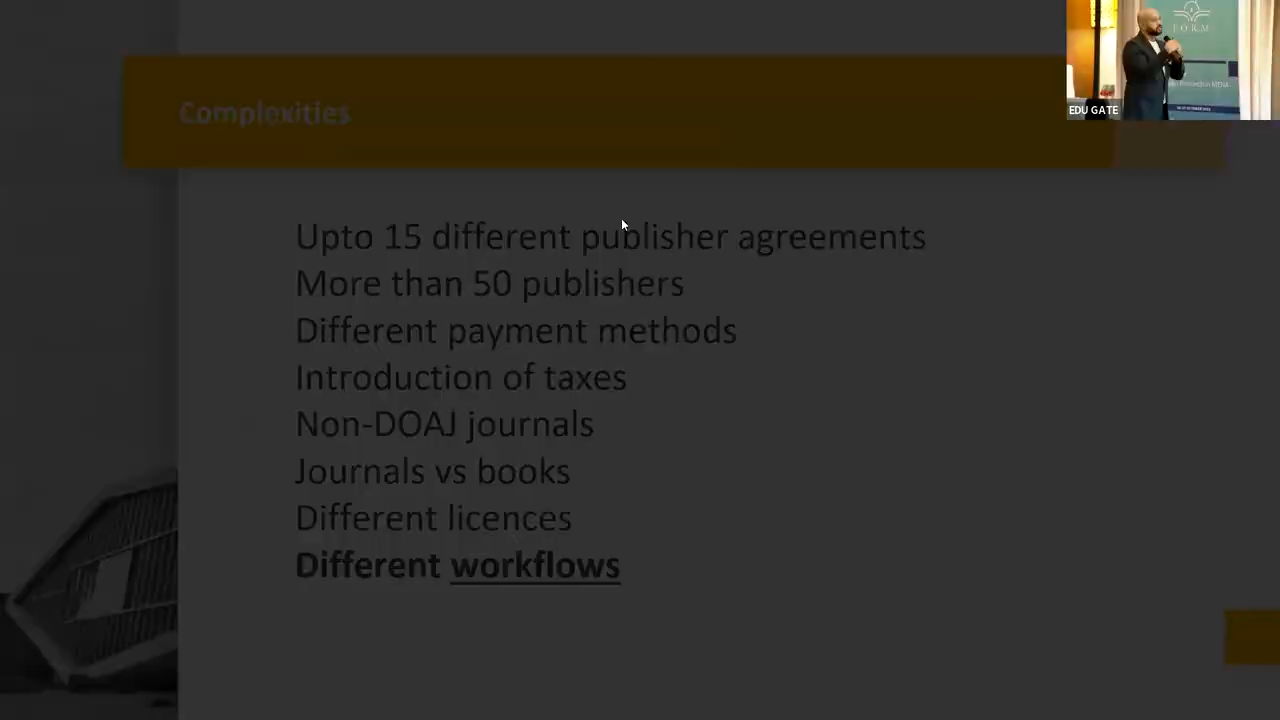 Complexities
Upto 15 different publisher agreements
More than 50 publishers
Different payment methods
Introduction of taxes
Non-DOAJ journals
Journals vs books
Different licences
Different workflows
EDU GATE
FORM